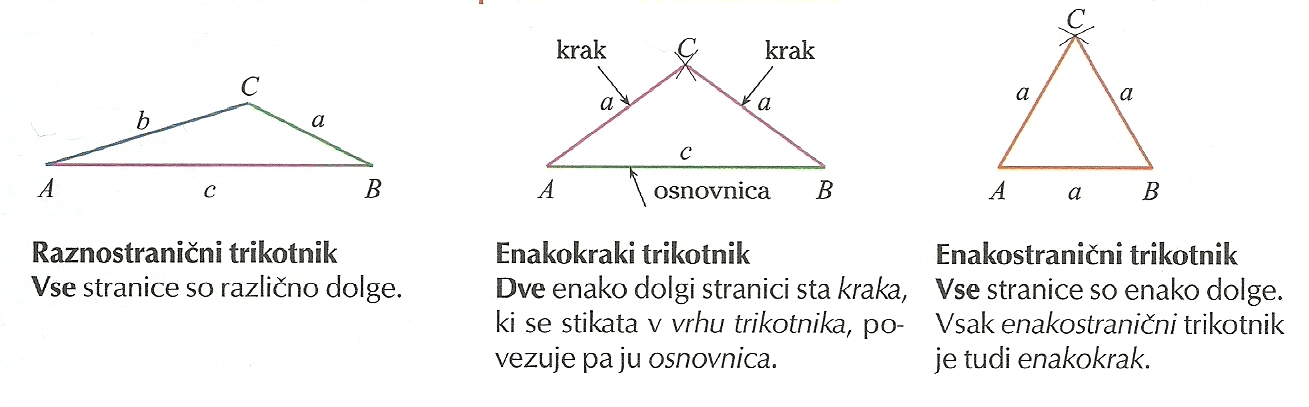 C
b
a
A
c
B
krak
C
krak
a
a
c
A
osnovnica
B
C
a
a
A
a
B
Raznostranični trikotnik
Vse stranice so različno dolge.
Enakokraki trikotnik
Dve enako dolgi stranici sta kraka,
ki se stikata v vrhu trikotnika, po-
vezuje pa ju osnovnica.
Enakostranični trikotnik
Vse stranice so enako dolge.
Vsak enakostranični trikotnik
je tudi enakokrak.